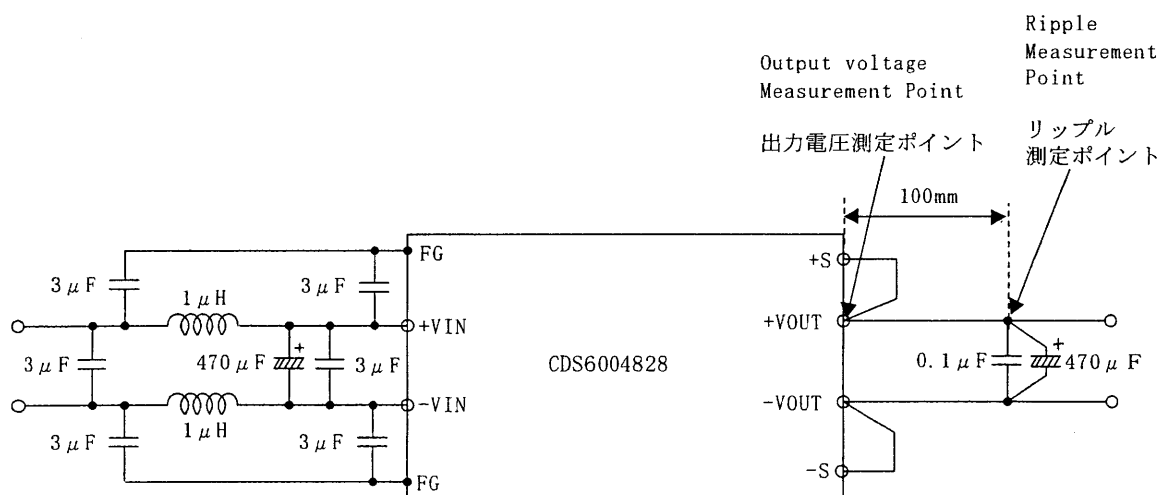 Ripple
Measurement
Point
Output voltage
Measurement Point
リップル
測定ポイント
出力電圧測定ポイント
100mm
FG
+S
3μF
3μF
1μH
+VIN
+VOUT
3μF
470μF
+
3μF
CDS6004828
0.1μF
+
470μF
-VIN
-VOUT
1μH
3μF
3μF
FG
-S